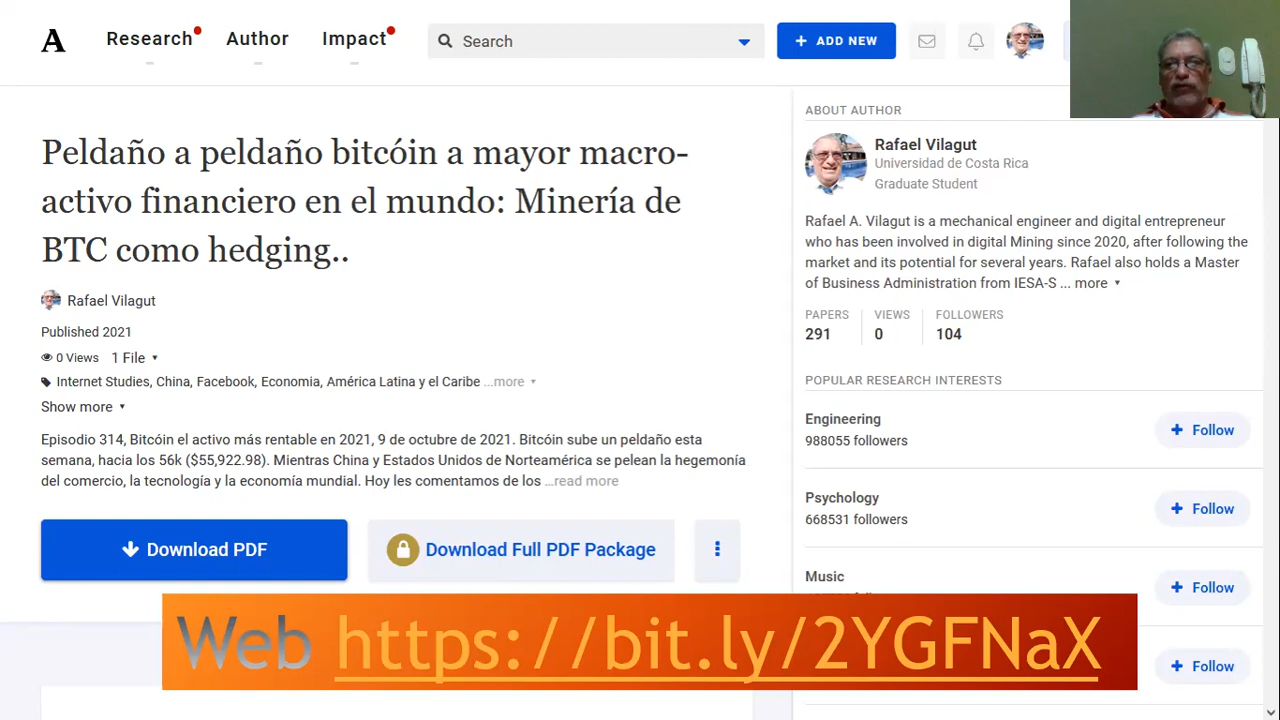 A
Research
Author
Impact
Search
+ ADD NEW
Peldaño a peldaño bitcóin a mayor macro-
activo financiero en el mundo: Minería de
BTC como hedging..
Rafael Vilagut
Published 2021
0 Views 1 File
Internet Studies, China, Facebook, Economia, América Latina y el Caribe ...more
Show more
Episodio 314, Bitcóin el activo más rentable en 2021, 9 de octubre de 2021. Bitcóin sube un peldaño esta
semana, hacia los 56k ($55,922.98). Mientras China y Estados Unidos de Norteamérica se pelean la hegemonía
del comercio, la tecnología y la economía mundial. Hoy les comentamos de los ...read more
Download PDF
Download Full PDF Package
ABOUT AUTHOR
Rafael Vilagut
Universidad de Costa Rica
Graduate Student
Rafael A. Vilagut is a mechanical engineer and digital entrepreneur
who has been involved in digital Mining since 2020, after following the
market and its potential for several years. Rafael also holds a Master
of Business Administration from IESA-S ... more
PAPERS VIEWS FOLLOWERS
291 0 104
POPULAR RESEARCH INTERESTS
Engineering
988055 followers
+ Follow
Psychology
668531 followers
+ Follow
Music
+ Follow
+ Follow
Web https://bit.ly/2YGFNaX